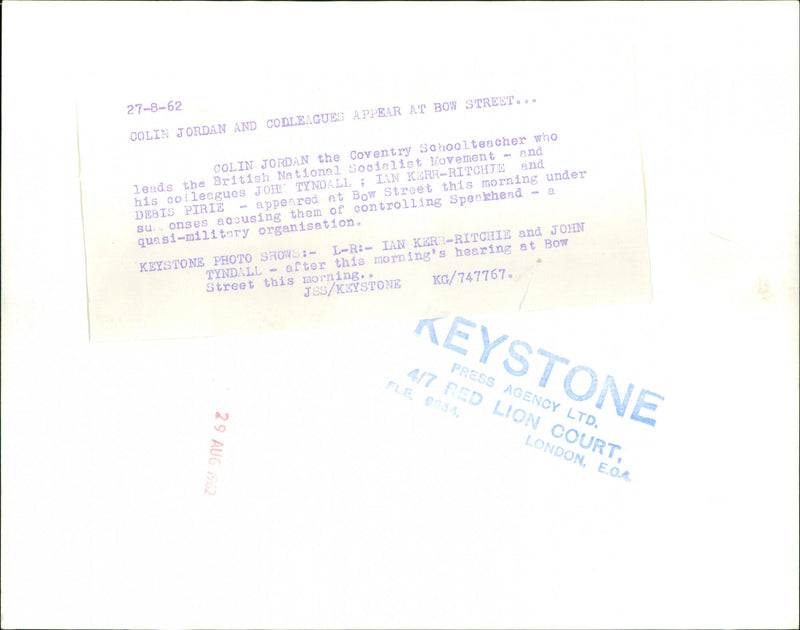 27-8-62
COLIN JORDAN AND COLLEAGUES APPEAR AT BOW STREET...
COLIN JORDAN the Coventry Schoolteacher who
leads the British National Socialist Movement - and
his colleagues JOHN TYNDALL ; IAN KERR-RITCHIE and
DEBIS PIRIE - appeared at Bow Street this morning under
su..onses accusing them of controlling Spearhead - a
quasi-military organisation.
KEYSTONE PHOTO SHOWS:- L-R:- IAN KERR-RITCHIE and JOHN
TYNDALL - after this morning's hearing at Bow
Street this morning..
JSS/KEYSTONE KG/747767.
KEYSTONE
PRESS AGENCY LTD.
4/7 RED LION COURT,
FLE. 9634.
LONDON, E.C.4.
29 AUG 1962